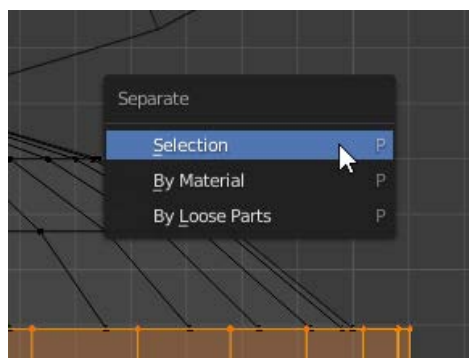 Separate
Selection P
By Material P
By Loose Parts P